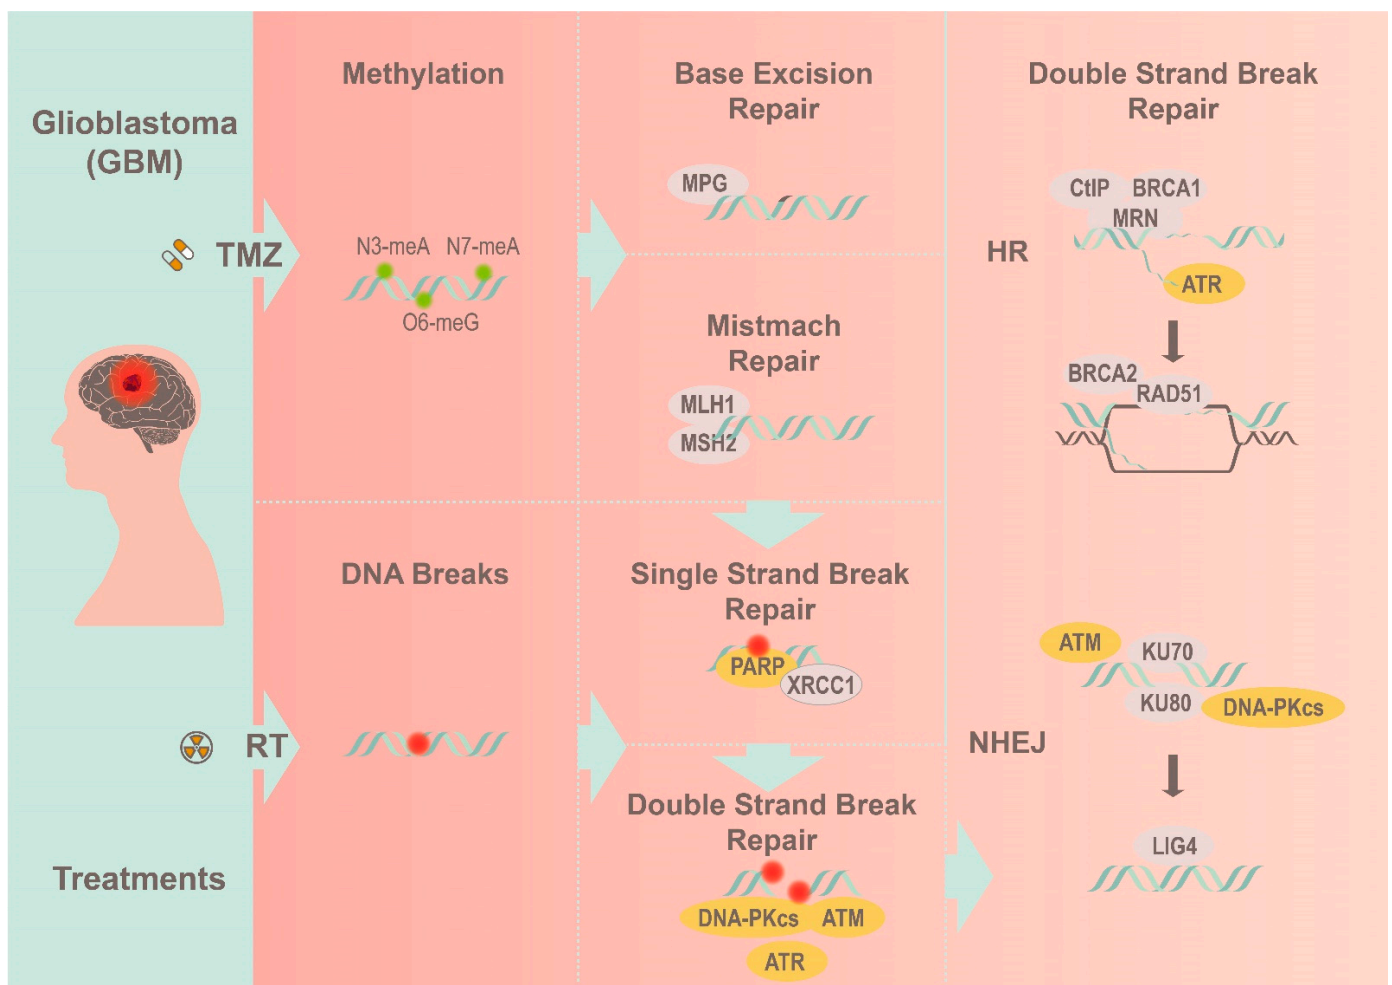 Glioblastoma
(GBM)
TMZ
RT
Treatments
Methylation
N3-meA
N7-meA
O6-meG
DNA Breaks
Base Excision
Repair
MPG
Mistmach
Repair
MLH1
MSH2
Single Strand Break
Repair
PARP
XRCC1
Double Strand Break
Repair
DNA-PKcs
ATM
ATR
Double Strand Break
Repair
HR
CtIP
BRCA1
MRN
ATR
BRCA2
RAD51
NHEJ
ATM
KU70
KU80
DNA-PKcs
LIG4